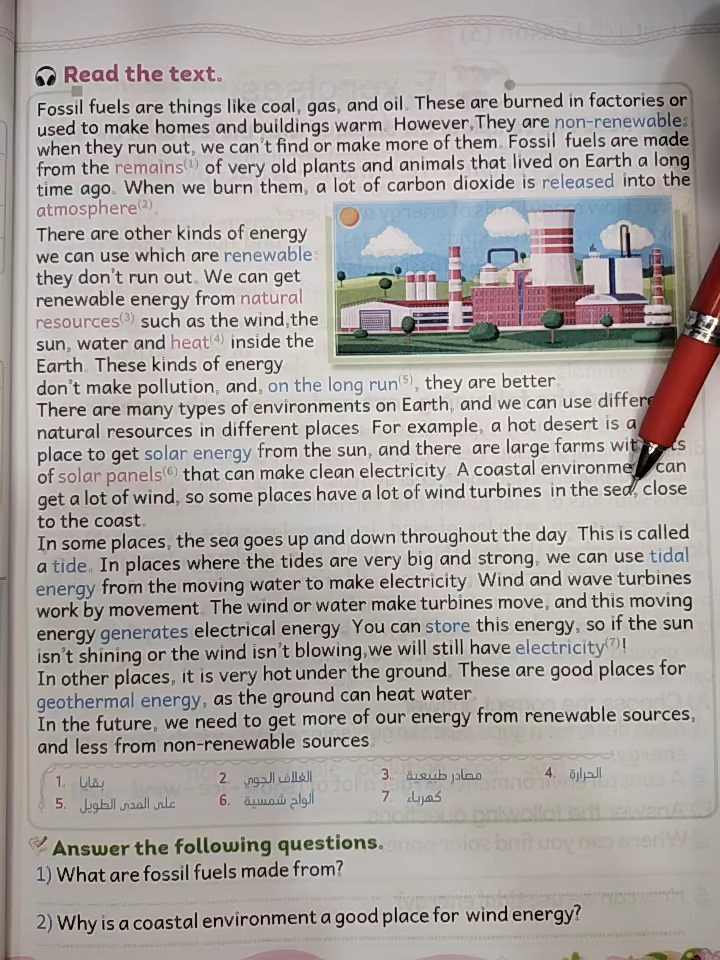 Read the text.
Fossil fuels are things like coal, gas, and oil. These are burned in factories or
used to make homes and buildings warm. However,They are non-renewable:
when they run out, we can't find or make more of them. Fossil fuels are made
from the remains(1) of very old plants and animals that lived on Earth a long
time ago. When we burn them, a lot of carbon dioxide is released into the
atmosphere(2).
There are other kinds of energy
we can use which are renewable:
they don't run out. We can get
renewable energy from natural
resources(3) such as the wind,the
sun, water and heat(4) inside the
Earth. These kinds of energy
don't make pollution, and, on the long run(5), they are better.
There are many types of environments on Earth, and we can use
natural resources in different places. For example, a hot desert is a
place to get solar energy from the sun, and there are large farms
of solar panels(6) that can make clean electricity. A coastal can
get a lot of wind, so some places have a lot of wind turbines in the sea, close
to the coast.
In some places, the sea goes up and down throughout the day. This is called
a tide. In places where the tides are very big and strong, we can use tidal
energy from the moving water to make electricity. Wind and wave turbines
work by movement. The wind or water make turbines move, and this moving
energy generates electrical energy. You can store this energy, so if the sun
isn't shining or the wind isn't blowing,we will still have electricity(7)!
In other places, it is very hot under the ground. These are good places for
geothermal energy, as the ground can heat water.
In the future, we need to get more of our energy from renewable sources,
and less from non-renewable sources.
1. بقايا 2. الغلاف الجوي 3. مصادر طبيعية 4. الحرارة
5. على المدى الطويل 6. ألواح شمسية 7. كهرباء
Answer the following questions.
1) What are fossil fuels made from?
2) Why is a coastal environment a good place for wind energy?